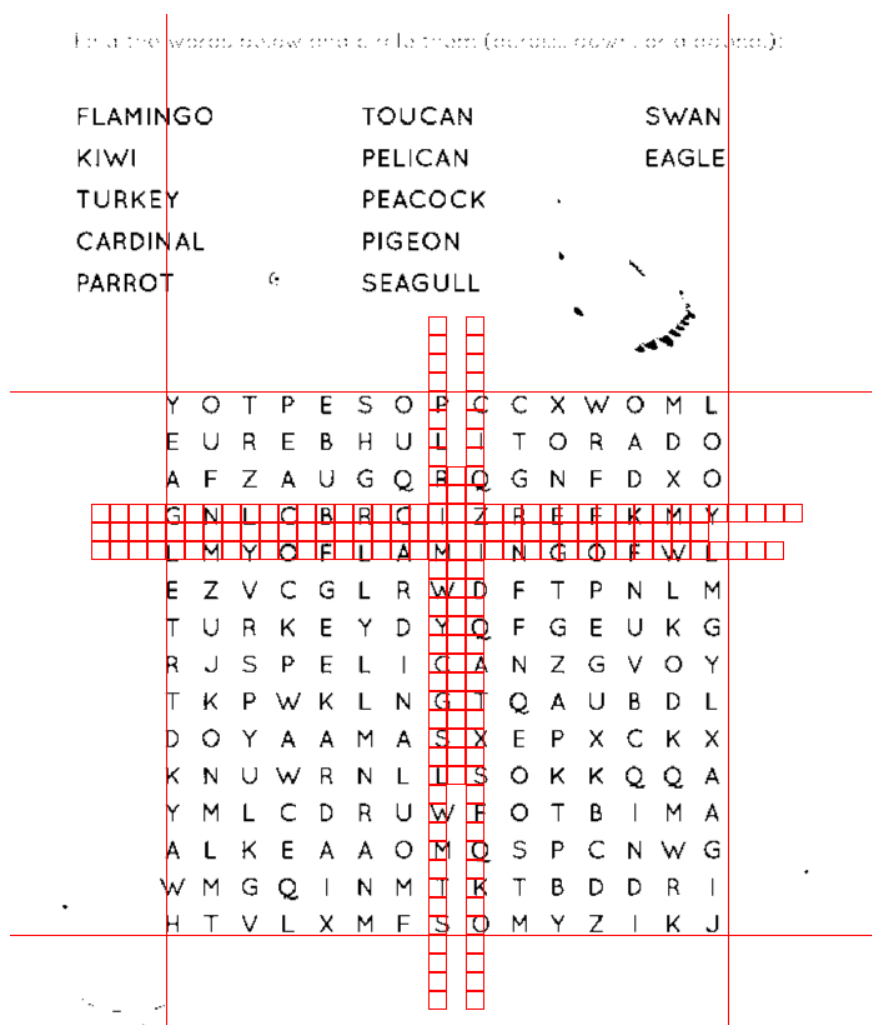 FLAMINGO TOUCAN SWAN
KIWI PELICAN EAGLE
TURKEY PEACOCK
CARDINAL PIGEON
PARROT SEAGULL
Y O T P E S O P C C X W O M L
E U R E B H U L I T O R A D O
A F Z A U G Q R Q G N F D X O
G N L C B R C I Z R E F K M Y
L M Y O F L A M I N G O F W L
E Z V C G L R W D F T P N L M
T U R K E Y D Y Q F G E U K G
R J S P E L I C A N Z G V O Y
T K P W K L N G T Q A U B D L
D O Y A A M A S X E P X C K X
K N U W R N L L S O K K Q Q A
Y M L C D R U W F O T B I M A
A L K E A A O M Q S P C N W G
W M G Q I N M T K T B D D R I
H T V L X M F S O M Y Z I K J